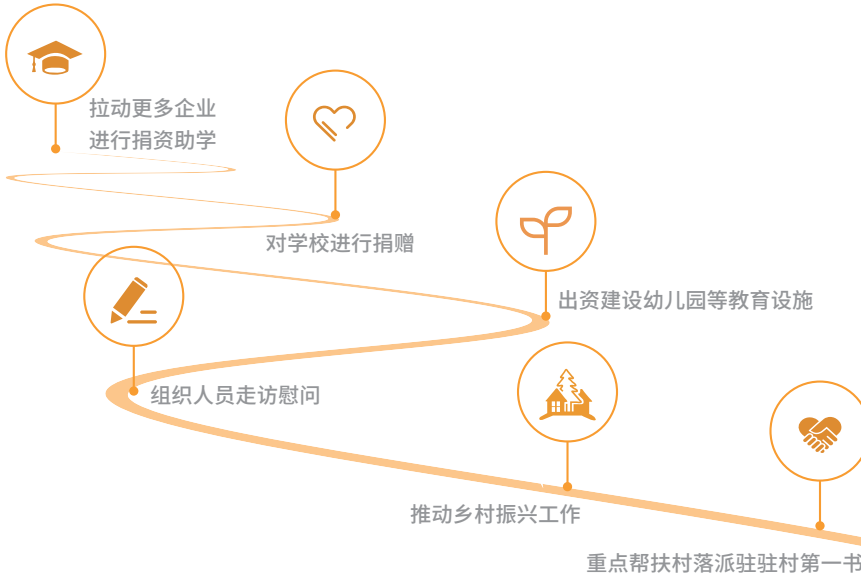 拉动更多企业
进行捐资助学
对学校进行捐赠
出资建设幼儿园等教育设施
组织人员走访慰问
推动乡村振兴工作
重点帮扶村落派驻驻村第一书